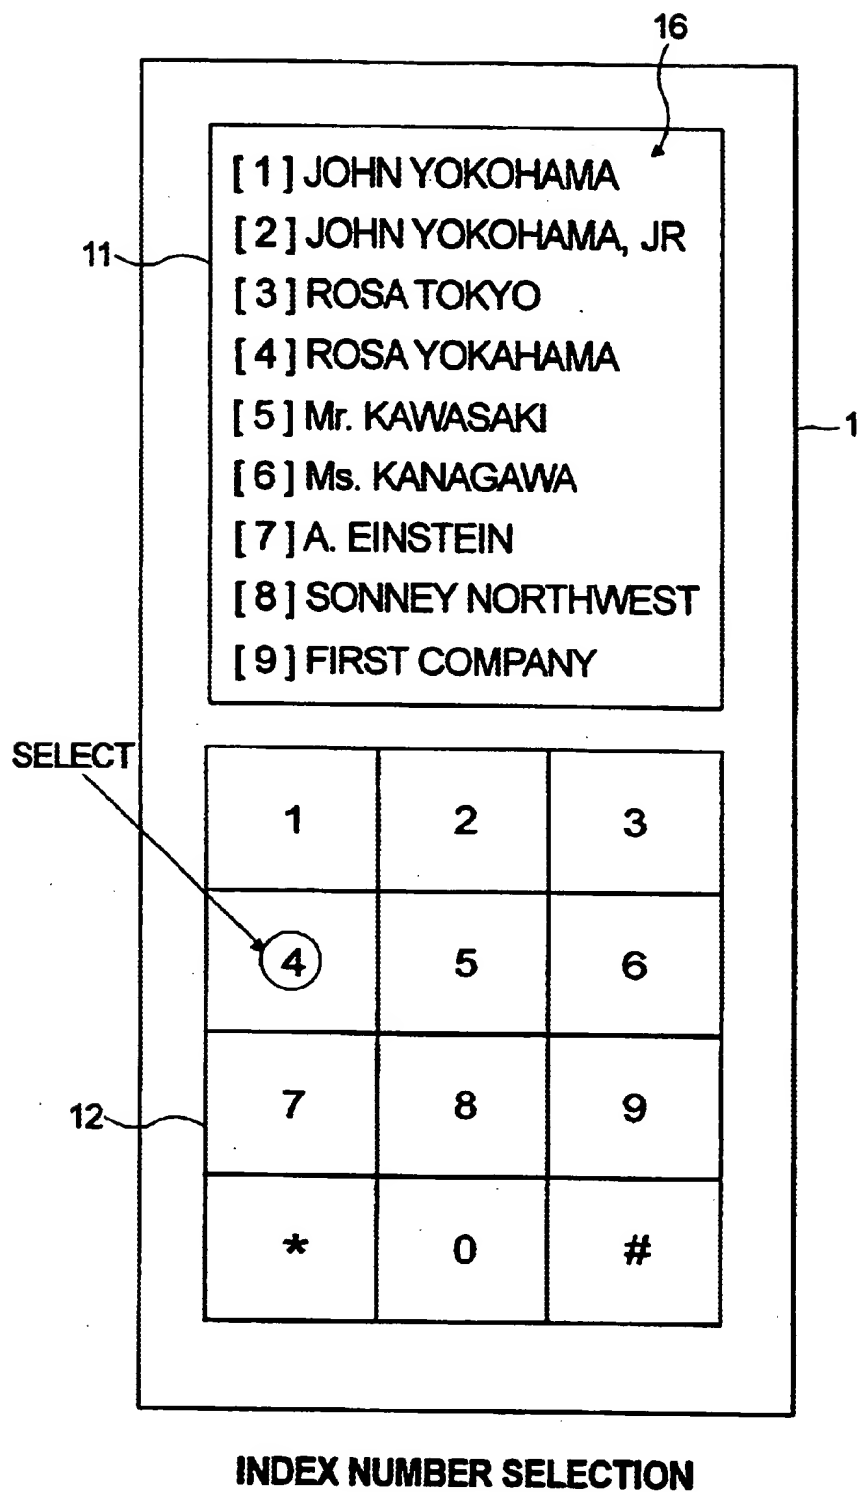 16
[1] JOHN YOKOHAMA
[2] JOHN YOKOHAMA, JR
11
[3] ROSA TOKYO
[4] ROSA YOKAHAMA
[5] Mr. KAWASAKI
1
[6] Ms. KANAGAWA
[7] A. EINSTEIN
[8] SONNEY NORTHWEST
[9] FIRST COMPANY
SELECT
1 2 3
4 5 6
7 8 9
12
* 0 #
INDEX NUMBER SELECTION